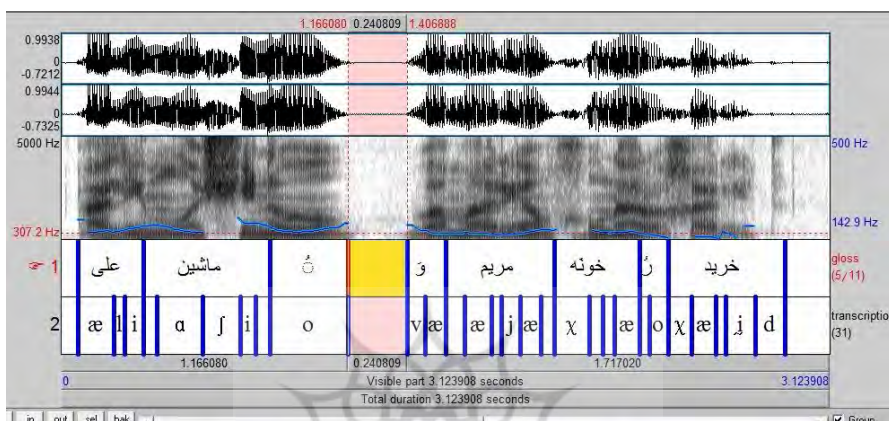 1.166080 0.240809 1.406888
0.9938
0
-0.7212
0.9944
0
-0.7325
5000 Hz 500 Hz
142.9 Hz
307.2 Hz
1 علی ماشین ُ وَ مریم خونه رُ خرید gloss (5/11)
2 æ l i ɑ ʃ i o v æ æ j æ χ æ o χ æ d transcriptio (31)
1.166080 0.240809 1.717020
0 Visible part 3.123908 seconds 3.123908
Total duration 3.123908 seconds
in out sel bak Group